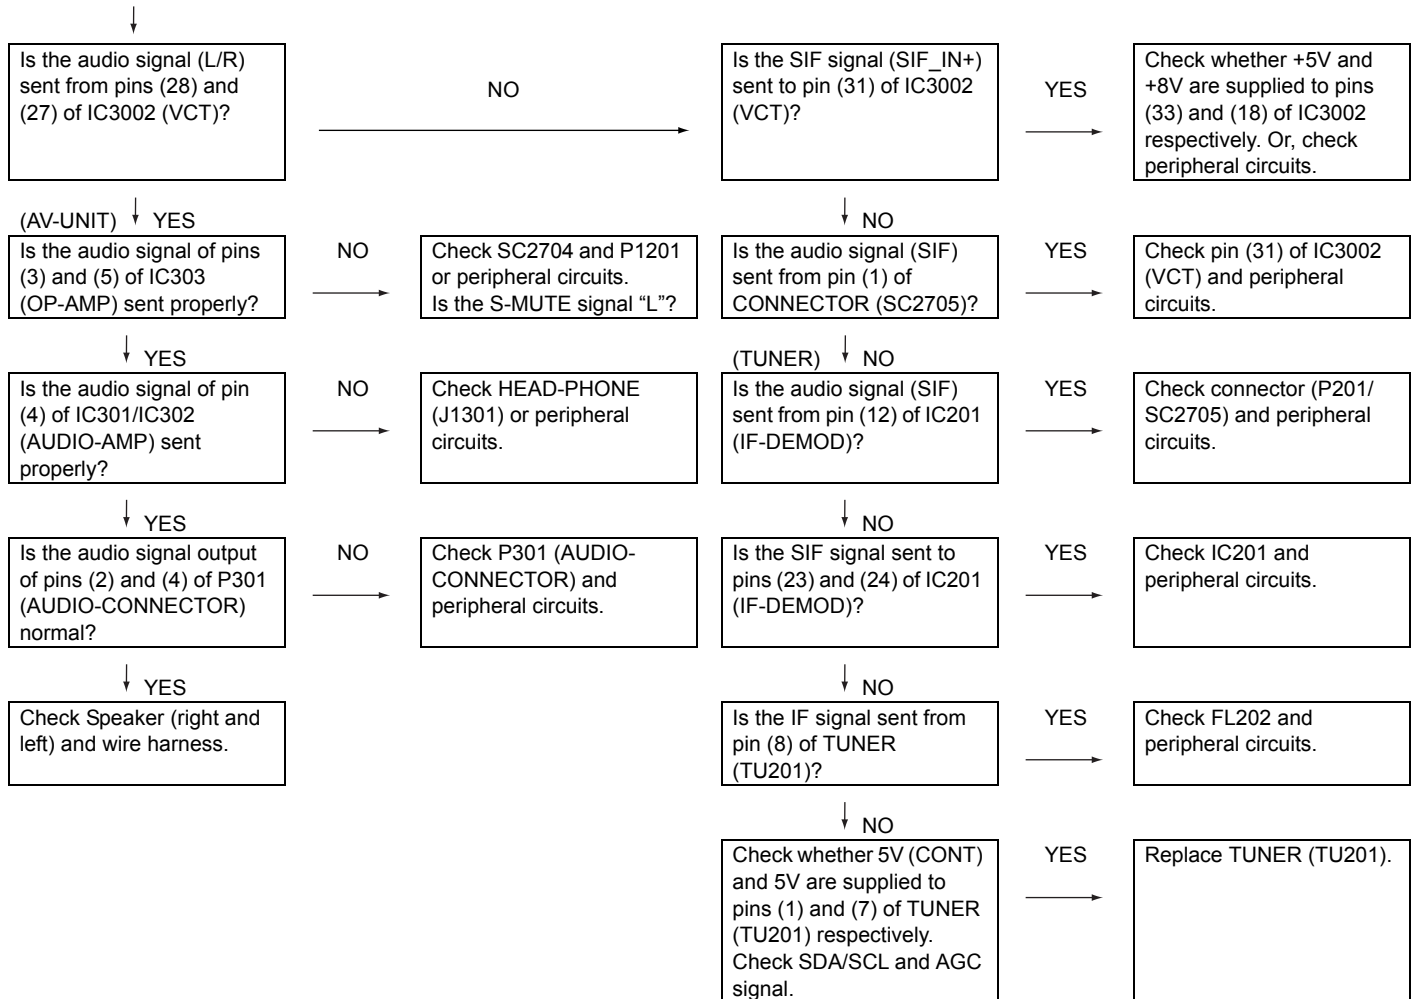 Is the audio signal (L/R)
sent from pins (28) and
(27) of IC3002 (VCT)?
NO
Is the SIF signal (SIF_IN+)
sent to pin (31) of IC3002
(VCT)?
YES
Check whether +5V and
+8V are supplied to pins
(33) and (18) of IC3002
respectively. Or, check
peripheral circuits.
(AV-UNIT) YES
NO
Is the audio signal of pins
(3) and (5) of IC303
(OP-AMP) sent properly?
NO
Check SC2704 and P1201
or peripheral circuits.
Is the S-MUTE signal “L”?
Is the audio signal (SIF)
sent from pin (1) of
CONNECTOR (SC2705)?
YES
Check pin (31) of IC3002
(VCT) and peripheral
circuits.
YES
(TUNER) NO
Is the audio signal of pin
(4) of IC301/IC302
(AUDIO-AMP) sent
properly?
NO
Check HEAD-PHONE
(J1301) or peripheral
circuits.
Is the audio signal (SIF)
sent from pin (12) of IC201
(IF-DEMOD)?
YES
Check connector (P201/
SC2705) and peripheral
circuits.
YES
NO
Is the audio signal output
of pins (2) and (4) of P301
(AUDIO-CONNECTOR)
normal?
NO
Check P301 (AUDIO-
CONNECTOR) and
peripheral circuits.
Is the SIF signal sent to
pins (23) and (24) of IC201
(IF-DEMOD)?
YES
Check IC201 and
peripheral circuits.
YES
NO
Check Speaker (right and
left) and wire harness.
Is the IF signal sent from
pin (8) of TUNER
(TU201)?
YES
Check FL202 and
peripheral circuits.
NO
Check whether 5V (CONT)
and 5V are supplied to
pins (1) and (7) of TUNER
(TU201) respectively.
Check SDA/SCL and AGC
signal.
YES
Replace TUNER (TU201).